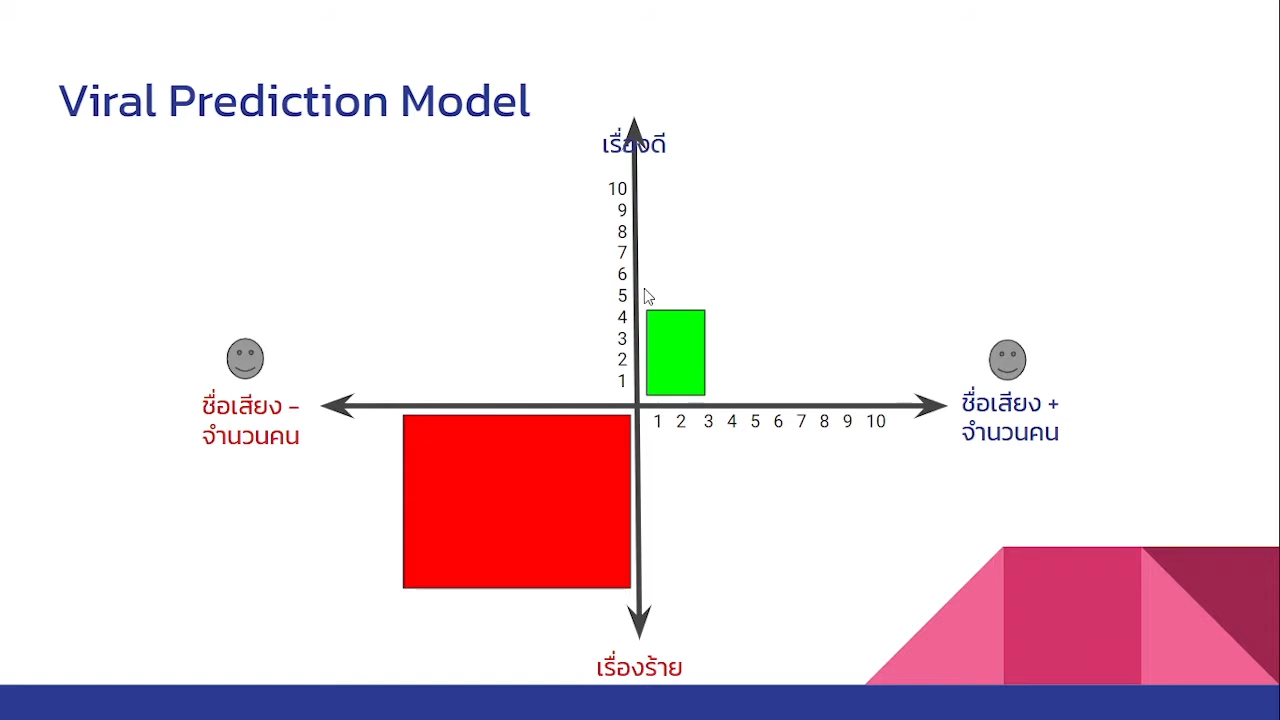 Viral Prediction Model
เรื่องดี
10
9
8
7
6
5
4
3
2
1
ชื่อเสียง -
จำนวนคน
1 2 3 4 5 6 7 8 9 10
ชื่อเสียง +
จำนวนคน
เรื่องร้าย